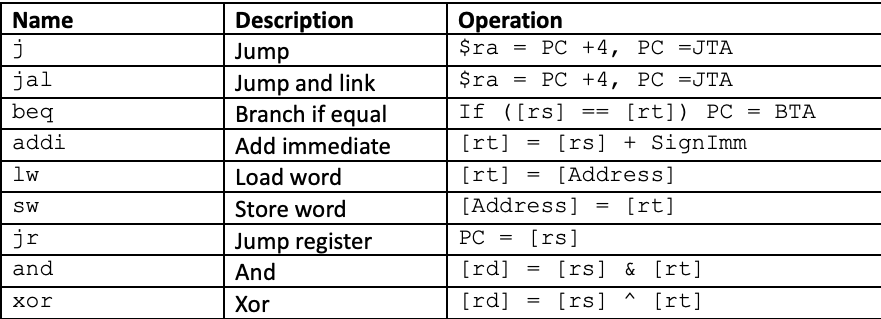 Name Description Operation
j Jump $ra = PC +4, PC =JTA
jal Jump and link $ra = PC +4, PC =JTA
beq Branch if equal If ([rs] == [rt]) PC = BTA
addi Add immediate [rt] = [rs] + SignImm
lw Load word [rt] = [Address]
sw Store word [Address] = [rt]
jr Jump register PC = [rs]
and And [rd] = [rs] & [rt]
xor Xor [rd] = [rs] ^ [rt]